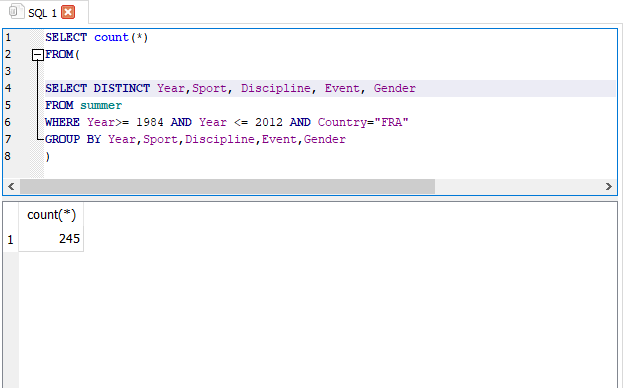 SQL 1
1 SELECT count(*)
2 FROM(
3
4 SELECT DISTINCT Year,Sport, Discipline, Event, Gender
5 FROM summer
6 WHERE Year>= 1984 AND Year <= 2012 AND Country="FRA"
7 GROUP BY Year,Sport,Discipline,Event,Gender
8 )
count(*)
1 245